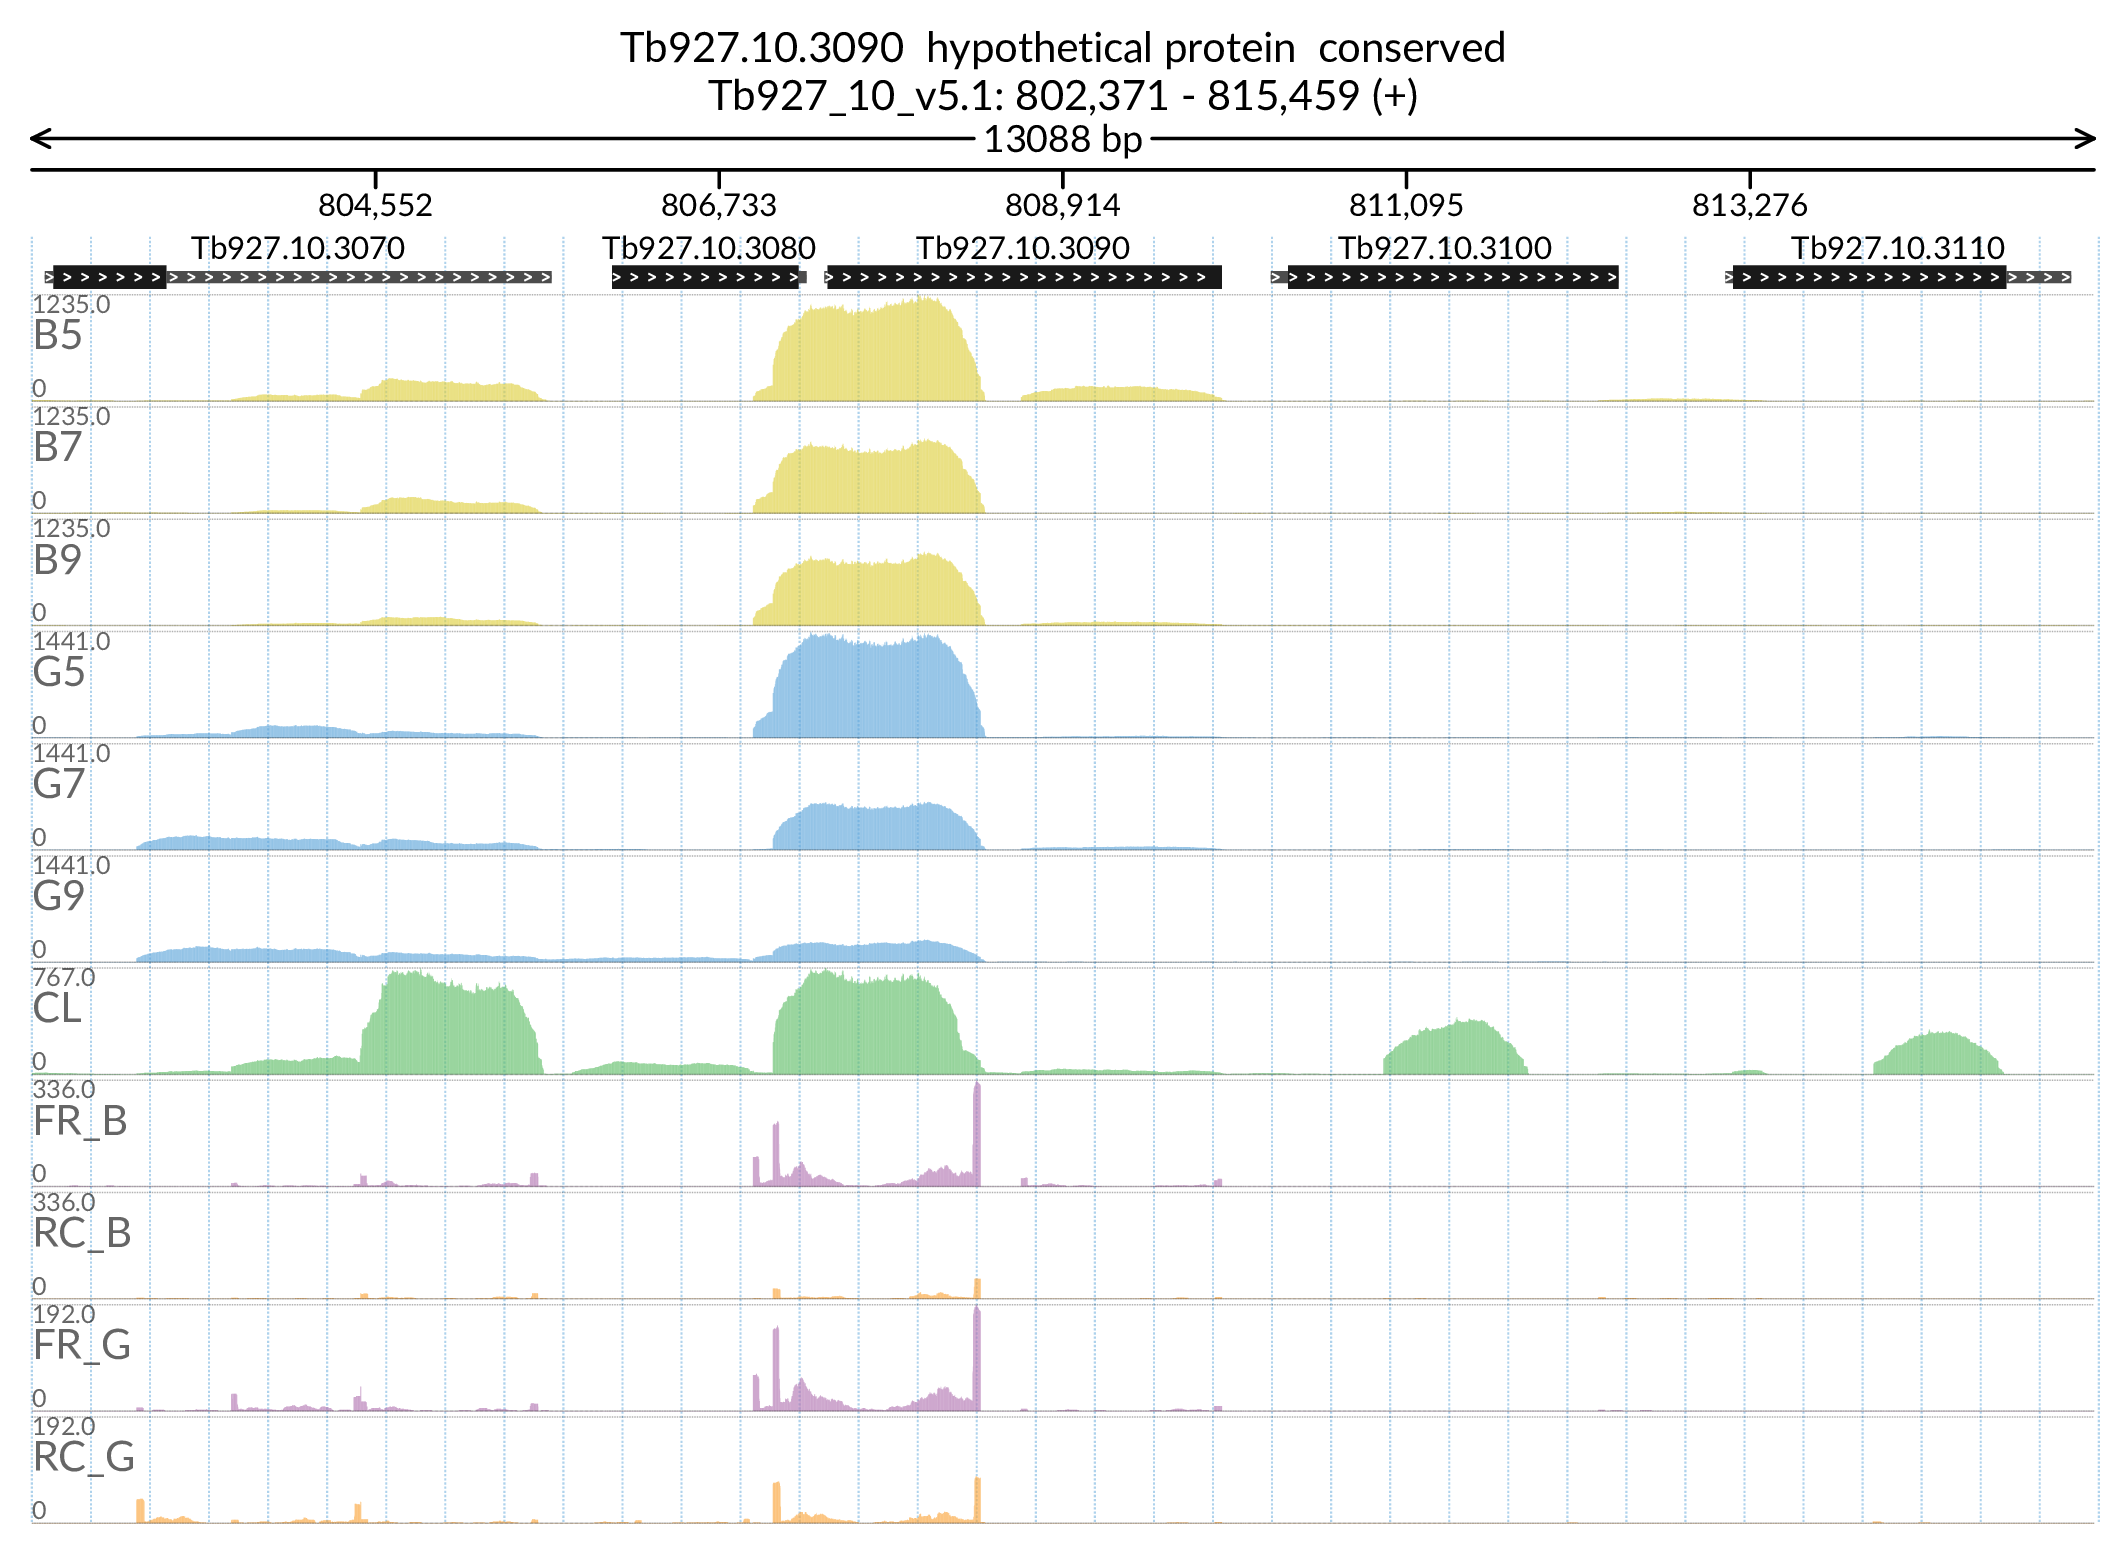 Tb927.10.3090 hypothetical protein conserved
Tb927_10_v5.1: 802,371 - 815,459 (+)
13088 bp
804,552 806,733 808,914 811,095 813,276
Tb927.10.3070 Tb927.10.3080 Tb927.10.3090 Tb927.10.3100 Tb927.10.3110
1235.0
B5
0
1235.0
B7
0
1235.0
B9
0
1441.0
G5
0
1441.0
G7
0
1441.0
G9
0
767.0
CL
0
336.0
FR_B
0
336.0
RC_B
0
192.0
FR_G
0
192.0
RC_G
0